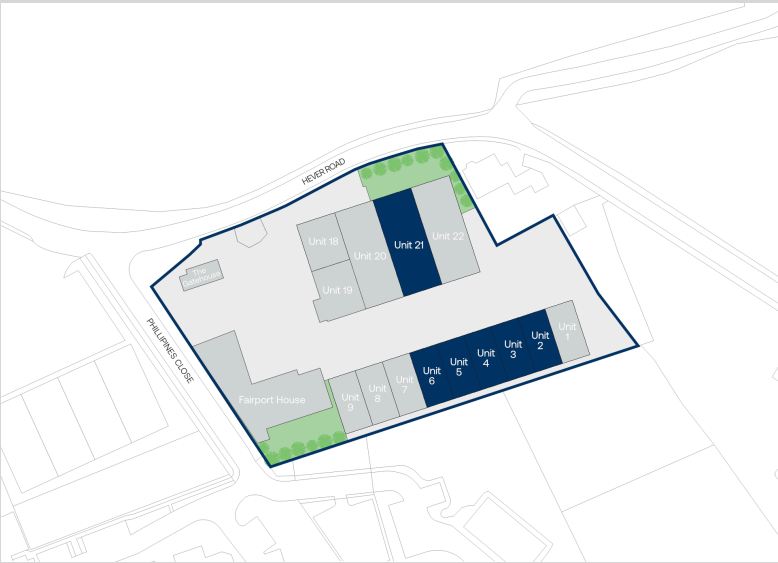 HEVER ROAD
Unit 18
Unit 20
Unit 21
Unit 22
Unit 19
The
Gatehouse
PHILLIPINES CLOSE
Fairport House
Unit
9
Unit
8
Unit
7
Unit
6
Unit
5
Unit
4
Unit
3
Unit
2
Unit
1